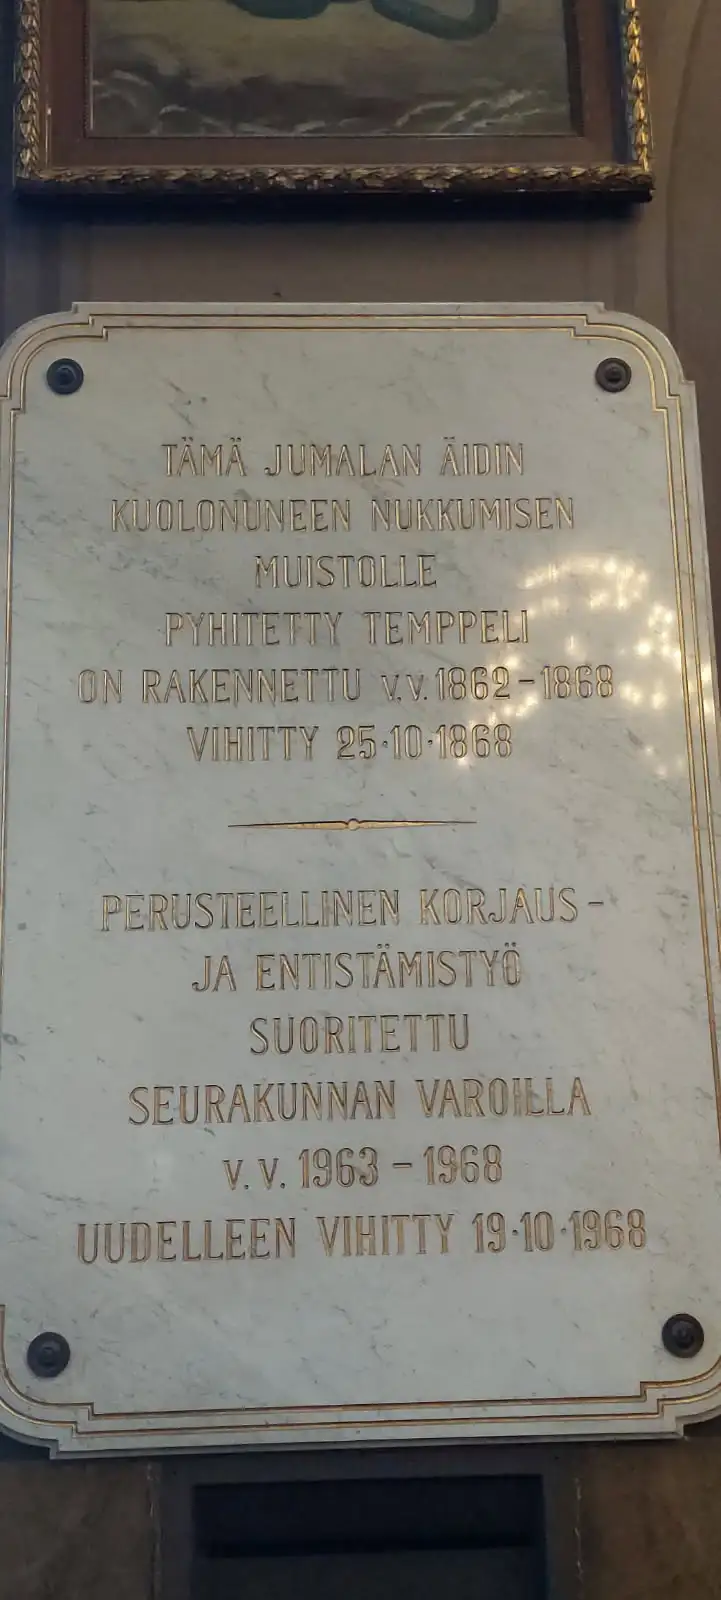 TÄMÄ JUMALAN ÄIDIN
KUOLONUNEEN NUKKUMISEN
MUISTOLLE
PYHITETTY TEMPPELI
ON RAKENNETTU V.V. 1862-1868
VIHITTY 25·10·1868
PERUSTEELLINEN KORJAUS-
JA ENTISTÄMISTYÖ
SUORITETTU
SEURAKUNNAN VAROILLA
V.V. 1963-1968
UUDELLEEN VIHITTY 19·10·1968